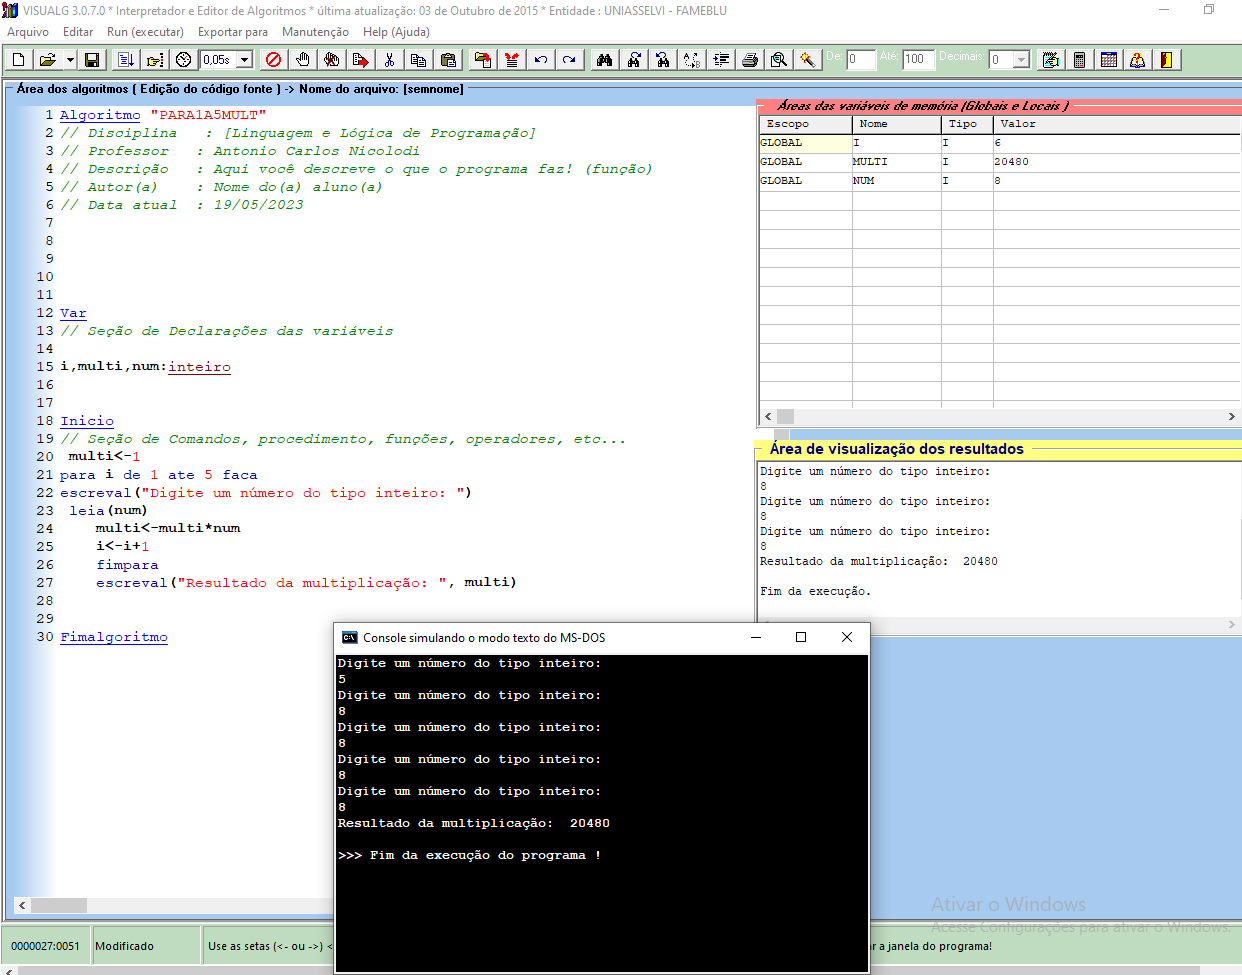 VISUALG 3.0.7.0 * Interpretador e Editor de Algoritmos * última atualização: 03 de Outubro de 2015 * Entidade : UNIASSELVI - FAMEBLU
Arquivo Editar Run (executar) Exportar para Manutenção Help (Ajuda)
0,05s De: 0 Até: 100 Decimais: 0
Área dos algoritmos ( Edição do código fonte ) -> Nome do arquivo: [semnome]
1 Algoritmo "PARA1A5MULT"
2 // Disciplina : [Linguagem e Lógica de Programação]
3 // Professor : Antonio Carlos Nicolodi
4 // Descrição : Aqui você descreve o que o programa faz! (função)
5 // Autor(a) : Nome do(a) aluno(a)
6 // Data atual : 19/05/2023
7
8
9
10
11
12 Var
13 // Seção de Declarações das variáveis
14
15 i,multi,num:inteiro
16
17
18 Inicio
19 // Seção de Comandos, procedimento, funções, operadores, etc...
20 multi<-1
21 para i de 1 ate 5 faca
22 escreval("Digite um número do tipo inteiro: ")
23 leia(num)
24 multi<-multi*num
25 i<-i+1
26 fimpara
27 escreval("Resultado da multiplicação: ", multi)
28
29
30 Fimalgoritmo
Áreas das variáveis de memória (Globais e Locais )
Escopo Nome Tipo Valor
GLOBAL I I 6
GLOBAL MULTI I 20480
GLOBAL NUM I 8
Área de visualização dos resultados
Digite um número do tipo inteiro:
8
Digite um número do tipo inteiro:
8
Digite um número do tipo inteiro:
8
Resultado da multiplicação: 20480
Fim da execução.
C:\ Console simulando o modo texto do MS-DOS
Digite um número do tipo inteiro:
5
Digite um número do tipo inteiro:
8
Digite um número do tipo inteiro:
8
Digite um número do tipo inteiro:
8
Digite um número do tipo inteiro:
8
Resultado da multiplicação: 20480
>>> Fim da execução do programa !
Ativar o Windows
Acesse Configurações para ativar o Windows.
0000027:0051 Modificado Use as setas (<- ou ->) < ar a janela do programa!